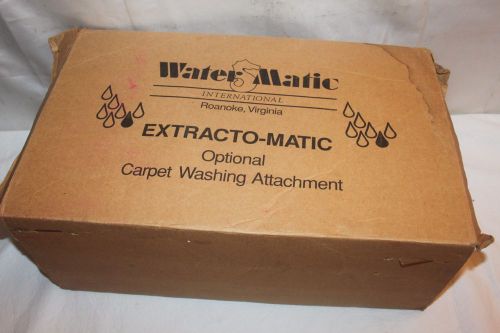 Water Matic
INTERNATIONAL
Roanoke, Virginia
EXTRACTO-MATIC
Optional
Carpet Washing Attachment